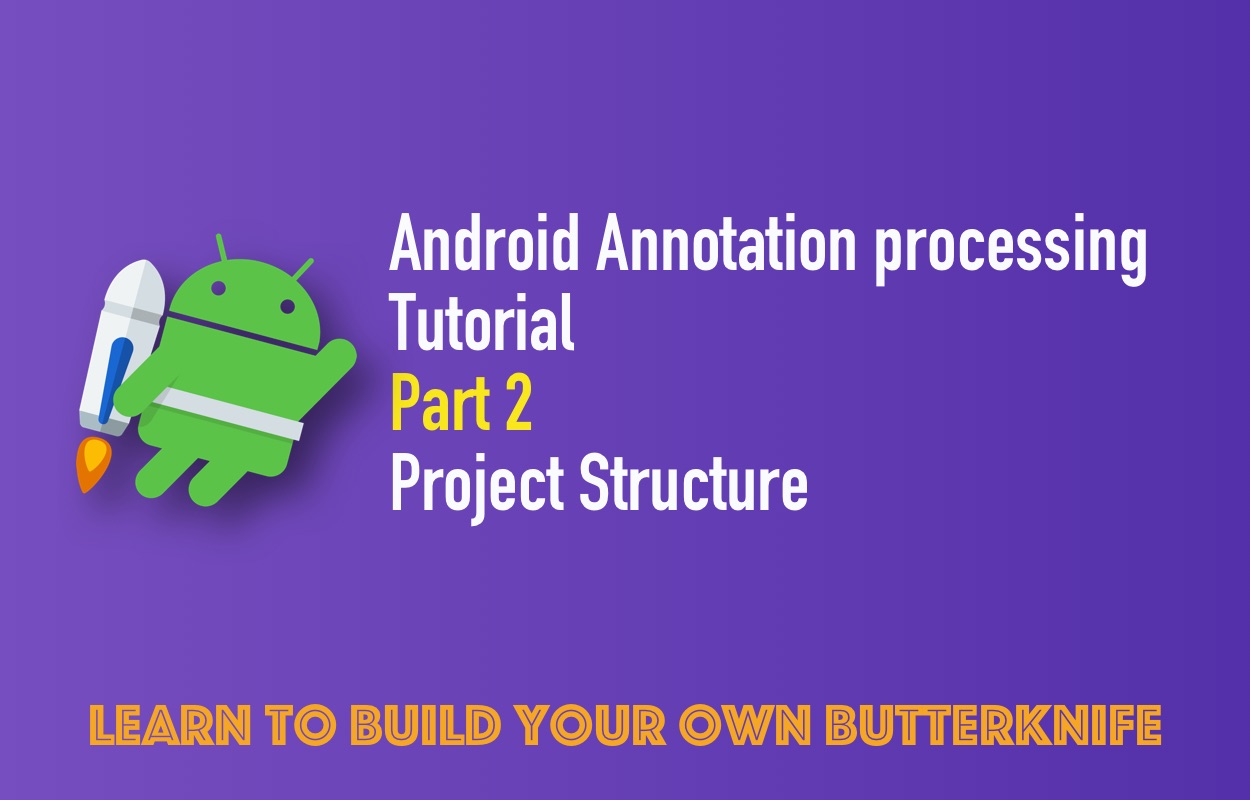 Android Annotation processing
Tutorial
Part 2
Project Structure
LEARN TO BUILD YOUR OWN BUTTERKNIFE